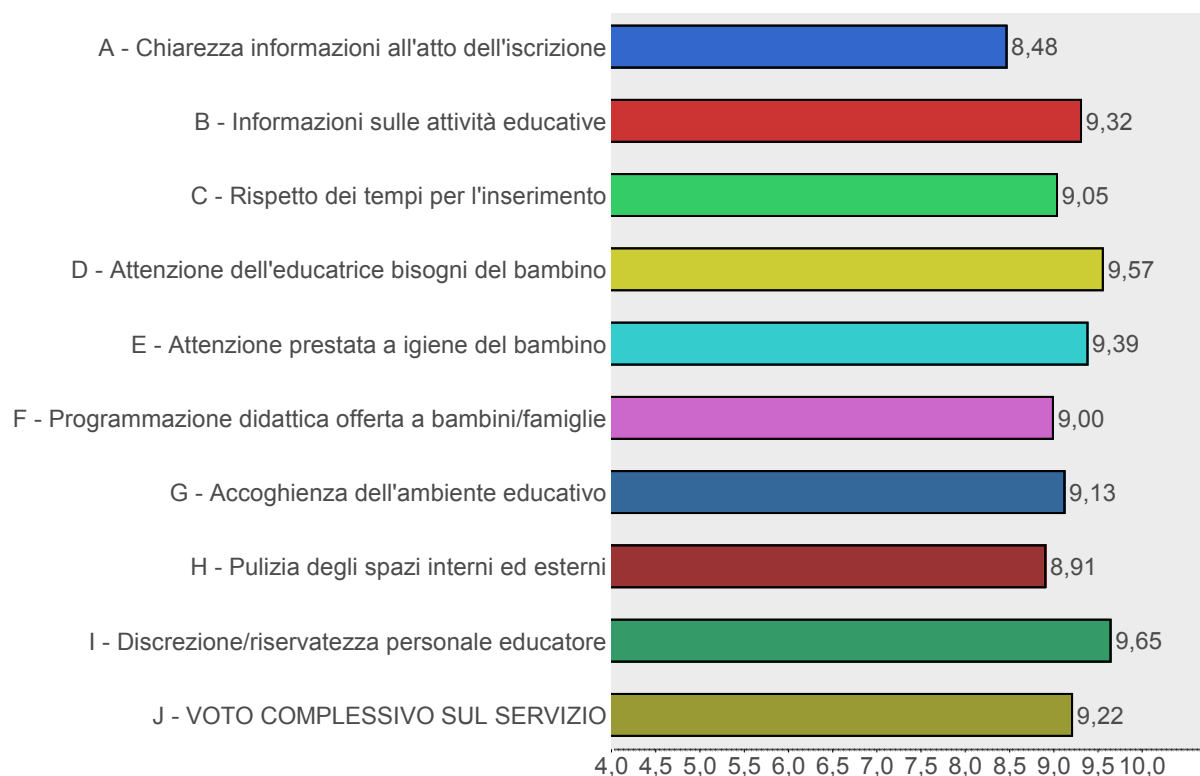 A - Chiarezza informazioni all'atto dell'iscrizione 8,48
B - Informazioni sulle attività educative 9,32
C - Rispetto dei tempi per l'inserimento 9,05
D - Attenzione dell'educatrice bisogni del bambino 9,57
E - Attenzione prestata a igiene del bambino 9,39
F - Programmazione didattica offerta a bambini/famiglie 9,00
G - Accoghienza dell'ambiente educativo 9,13
H - Pulizia degli spazi interni ed esterni 8,91
I - Discrezione/riservatezza personale educatore 9,65
J - VOTO COMPLESSIVO SUL SERVIZIO 9,22
4,0 4,5 5,0 5,5 6,0 6,5 7,0 7,5 8,0 8,5 9,0 9,5 10,0